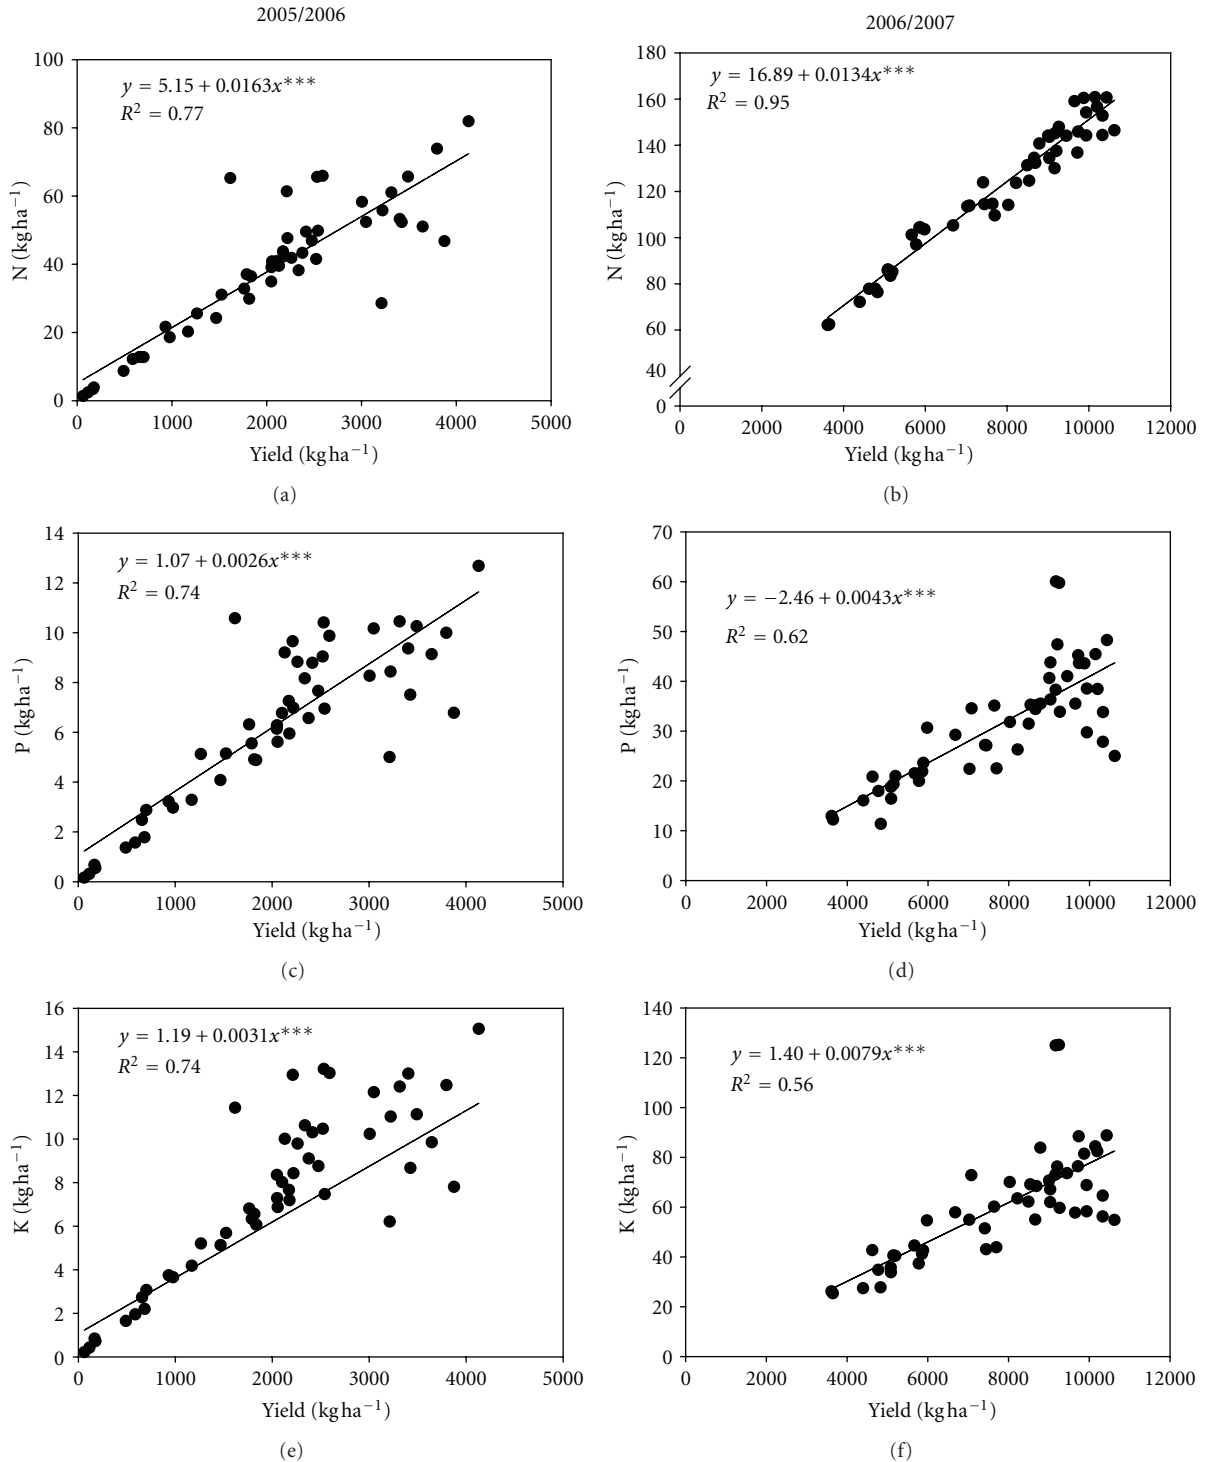 2005/2006
2006/2007
y = 5.15 + 0.0163x***
R² = 0.77
100
80
60
40
20
0
N (kg ha⁻¹)
0 1000 2000 3000 4000 5000
Yield (kg ha⁻¹)
(a)
y = 16.89 + 0.0134x***
R² = 0.95
180
160
140
120
100
80
60
40
0
N (kg ha⁻¹)
0 2000 4000 6000 8000 10000 12000
Yield (kg ha⁻¹)
(b)
y = 1.07 + 0.0026x***
R² = 0.74
14
12
10
8
6
4
2
0
P (kg ha⁻¹)
0 1000 2000 3000 4000 5000
Yield (kg ha⁻¹)
(c)
y = −2.46 + 0.0043x***
R² = 0.62
70
60
50
40
30
20
10
0
P (kg ha⁻¹)
0 2000 4000 6000 8000 10000 12000
Yield (kg ha⁻¹)
(d)
y = 1.19 + 0.0031x***
R² = 0.74
16
14
12
10
8
6
4
2
0
K (kg ha⁻¹)
0 1000 2000 3000 4000 5000
Yield (kg ha⁻¹)
(e)
y = 1.40 + 0.0079x***
R² = 0.56
140
120
100
80
60
40
20
0
K (kg ha⁻¹)
0 2000 4000 6000 8000 10000 12000
Yield (kg ha⁻¹)
(f)